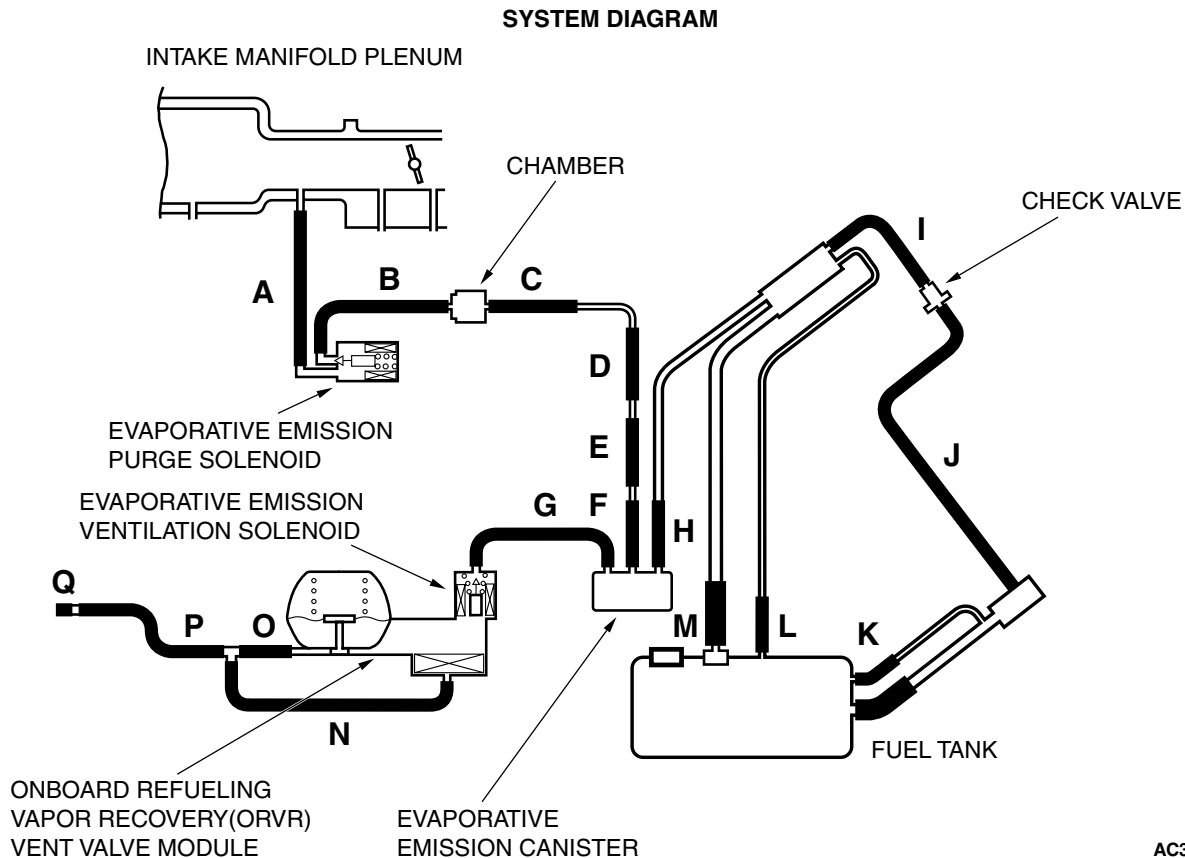 SYSTEM DIAGRAM
INTAKE MANIFOLD PLENUM
CHAMBER
CHECK VALVE
I
A
B
C
D
EVAPORATIVE EMISSION
PURGE SOLENOID
E
J
EVAPORATIVE EMISSION
VENTILATION SOLENOID
G
F
H
Q
P
O
M
L
K
N
FUEL TANK
ONBOARD REFUELING
VAPOR RECOVERY(ORVR)
VENT VALVE MODULE
EVAPORATIVE
EMISSION CANISTER
AC3